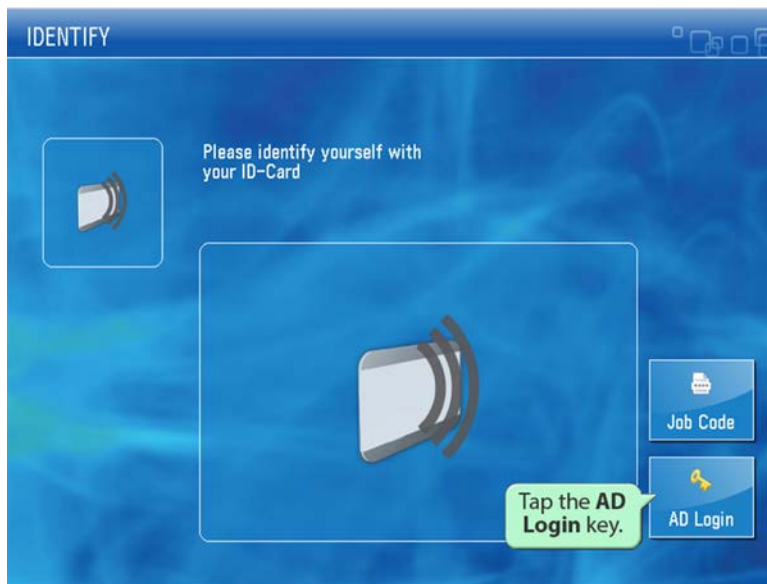 IDENTIFY
Please identify yourself with
your ID-Card
Job Code
Tap the AD
Login key.
AD Login